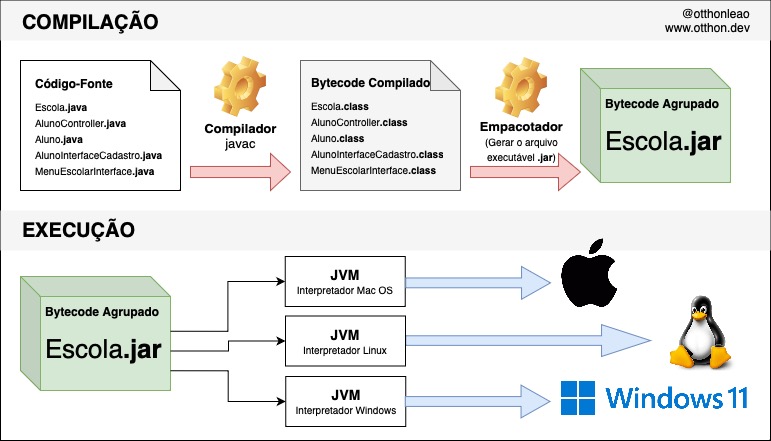 COMPILAÇÃO
@otthonleao
www.otthon.dev
Código-Fonte
Escola.java
AlunoController.java
Aluno.java
AlunoInterfaceCadastro.java
MenuEscolarInterface.java
Compilador
javac
Bytecode Compilado
Escola.class
AlunoController.class
Aluno.class
AlunoInterfaceCadastro.class
MenuEscolarInterface.class
Empacotador
(Gerar o arquivo
executável .jar)
Bytecode Agrupado
Escola.jar
EXECUÇÃO
Bytecode Agrupado
Escola.jar
JVM
Interpretador Mac OS
JVM
Interpretador Linux
JVM
Interpretador Windows
Windows 11